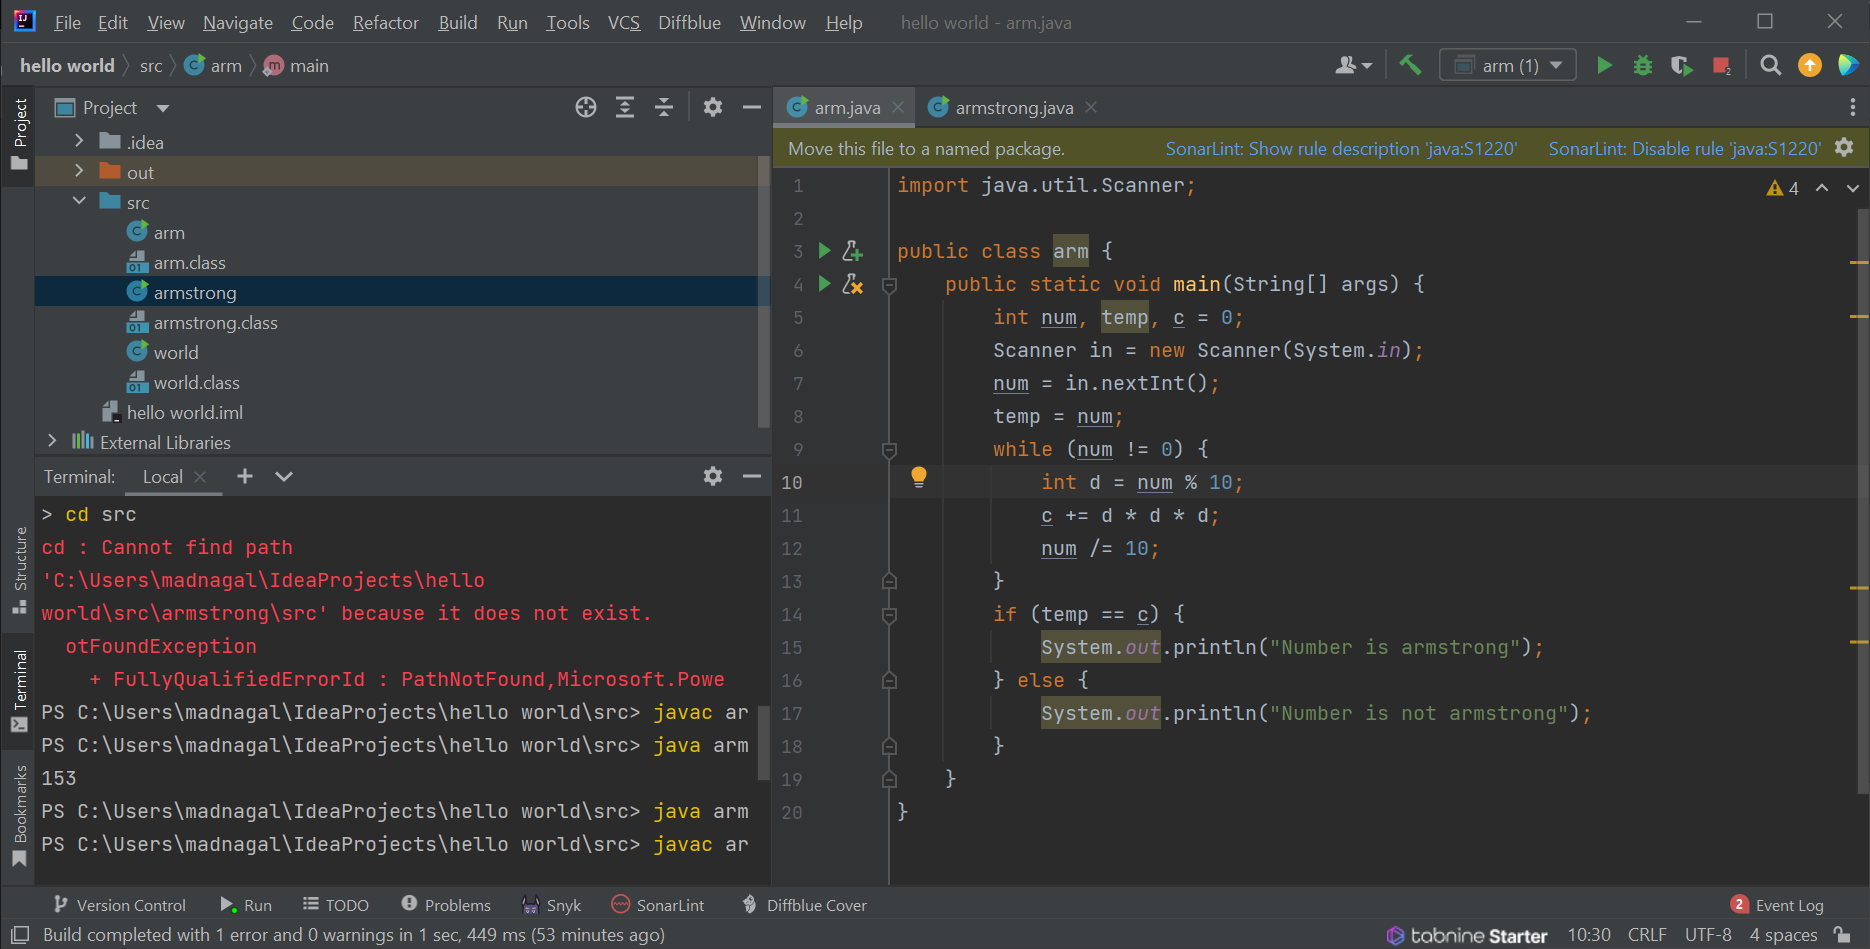 File Edit View Navigate Code Refactor Build Run Tools VCS Diffblue Window Help hello world - arm.java
hello world src arm main
arm (1)
2
Project
Project
.idea
out
src
arm
arm.class
armstrong
armstrong.class
world
world.class
hello world.iml
External Libraries
Terminal: Local
> cd src
cd : Cannot find path
'C:\Users\madnagal\IdeaProjects\hello
world\src\armstrong\src' because it does not exist.
otFoundException
+ FullyQualifiedErrorId : PathNotFound,Microsoft.Powe
PS C:\Users\madnagal\IdeaProjects\hello world\src> javac ar
PS C:\Users\madnagal\IdeaProjects\hello world\src> java arm
153
PS C:\Users\madnagal\IdeaProjects\hello world\src> java arm
PS C:\Users\madnagal\IdeaProjects\hello world\src> javac ar
Structure
Terminal
Bookmarks
arm.java armstrong.java
Move this file to a named package. SonarLint: Show rule description 'java:S1220' SonarLint: Disable rule 'java:S1220'
4
1 import java.util.Scanner;
2
3 public class arm {
4 public static void main(String[] args) {
5 int num, temp, c = 0;
6 Scanner in = new Scanner(System.in);
7 num = in.nextInt();
8 temp = num;
9 while (num != 0) {
10 int d = num % 10;
11 c += d * d * d;
12 num /= 10;
13 }
14 if (temp == c) {
15 System.out.println("Number is armstrong");
16 } else {
17 System.out.println("Number is not armstrong");
18 }
19 }
20 }
Version Control Run TODO Problems Snyk SonarLint Diffblue Cover 2 Event Log
Build completed with 1 error and 0 warnings in 1 sec, 449 ms (53 minutes ago) tabnine Starter 10:30 CRLF UTF-8 4 spaces